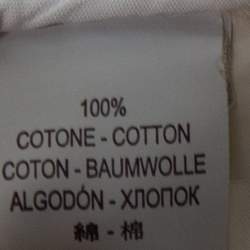 100%
COTONE - COTTON
COTON - BAUMWOLLE
ALGODÓN - ХЛОПОК
綿 - 棉